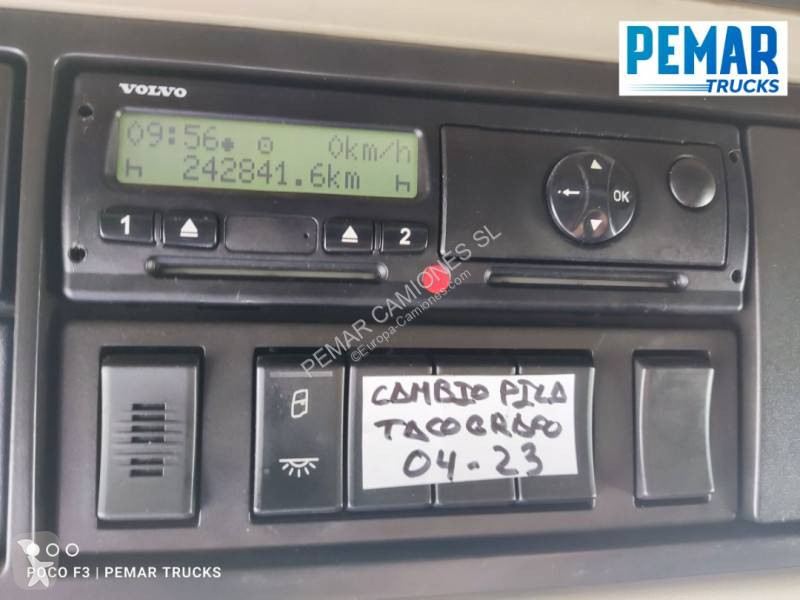 PEMAR
TRUCKS
VOLVO
09:56 0km/h
242841.6km
1
2
OK
PEMAR CAMIONES SL
©Europa-Camiones.com
CAMBIO PILA
TACOGRAFO
04-23
POCO F3 | PEMAR TRUCKS